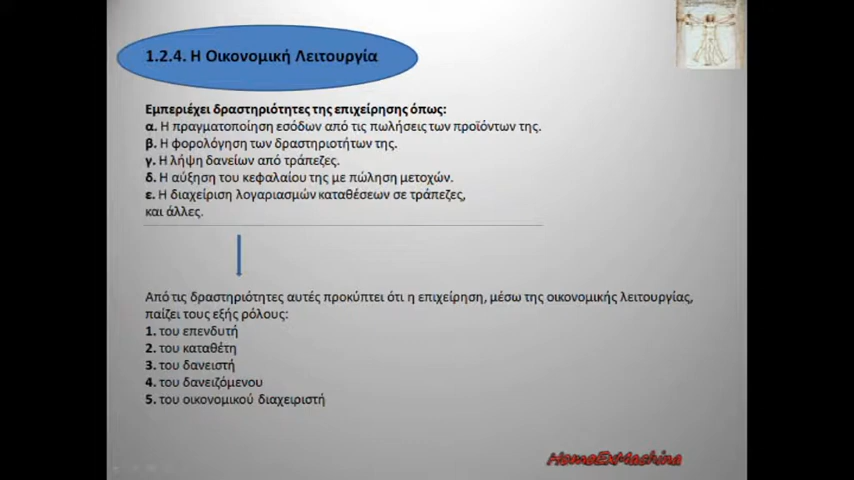 1.2.4. Η Οικονομική Λειτουργία
Εμπεριέχει δραστηριότητες της επιχείρησης όπως:
α. Η πραγματοποίηση εσόδων από τις πωλήσεις των προϊόντων της.
β. Η φορολόγηση των δραστηριοτήτων της.
γ. Η λήψη δανείων από τράπεζες.
δ. Η αύξηση του κεφαλαίου της με πώληση μετοχών.
ε. Η διαχείριση λογαριασμών καταθέσεων σε τράπεζες,
και άλλες.
Από τις δραστηριότητες αυτές προκύπτει ότι η επιχείρηση, μέσω της οικονομικής λειτουργίας,
παίζει τους εξής ρόλους:
1. του επενδυτή
2. του καταθέτη
3. του δανειστή
4. του δανειζόμενου
5. του οικονομικού διαχειριστή
HomoExMachina